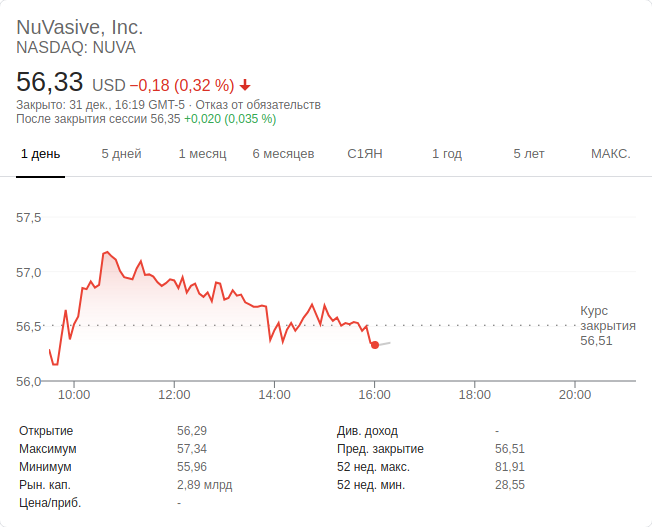 NuVasive, Inc.
NASDAQ: NUVA
56,33 USD −0,18 (0,32 %)
Закрыто: 31 дек., 16:19 GMT-5 · Отказ от обязательств
После закрытия сессии 56,35 +0,020 (0,035 %)
1 день 5 дней 1 месяц 6 месяцев С1ЯН 1 год 5 лет МАКС.
57,5
57,0
56,5
56,0
Курс
закрытия
56,51
10:00 12:00 14:00 16:00 18:00 20:00
Открытие 56,29 Див. доход -
Максимум 57,34 Пред. закрытие 56,51
Минимум 55,96 52 нед. макс. 81,91
Рын. кап. 2,89 млрд 52 нед. мин. 28,55
Цена/приб. -